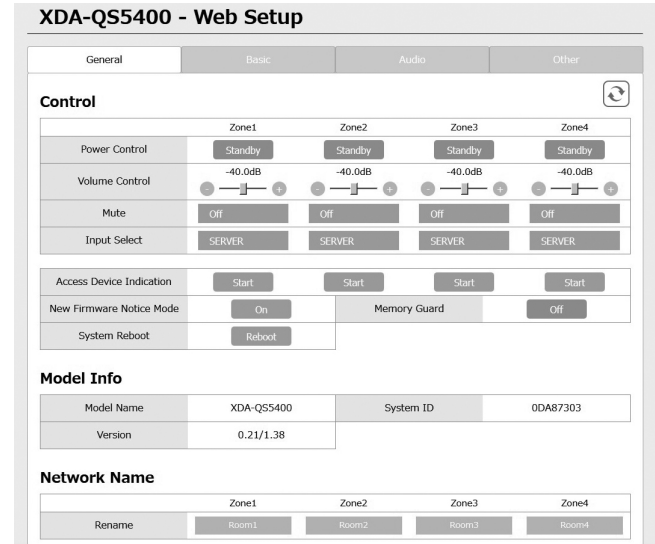 XDA-QS5400 - Web Setup
General Basic Audio Other
Control
Zone1 Zone2 Zone3 Zone4
Power Control Standby Standby Standby Standby
Volume Control -40.0dB -40.0dB -40.0dB -40.0dB
Mute Off Off Off Off
Input Select SERVER SERVER SERVER SERVER
Access Device Indication Start Start Start Start
New Firmware Notice Mode On Memory Guard Off
System Reboot Reboot
Model Info
Model Name XDA-QS5400 System ID 0DA87303
Version 0.21/1.38
Network Name
Zone1 Zone2 Zone3 Zone4
Rename Room1 Room2 Room3 Room4